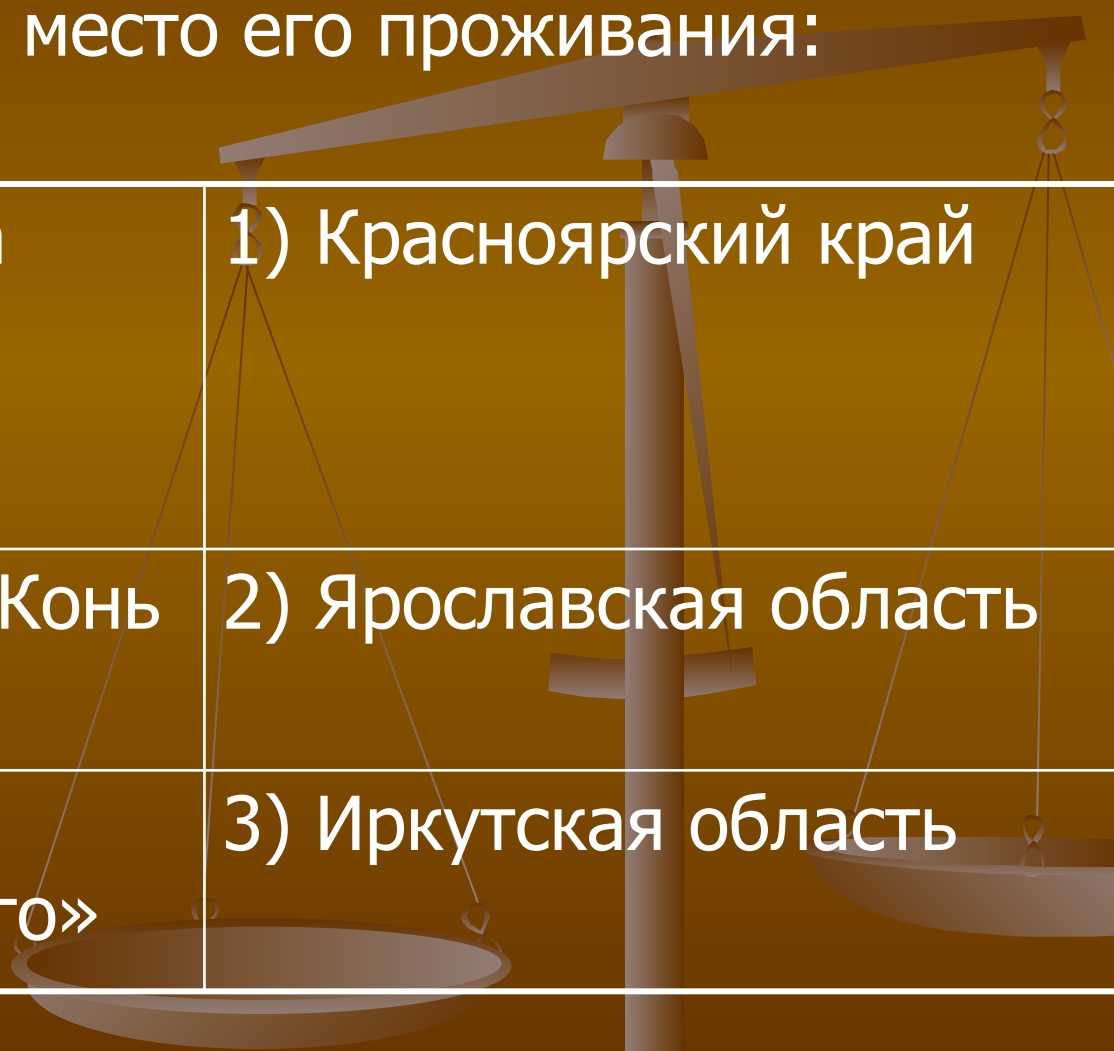 место его проживания:
1) Красноярский край
Конь 2) Ярославская область
3) Иркутская область
го»